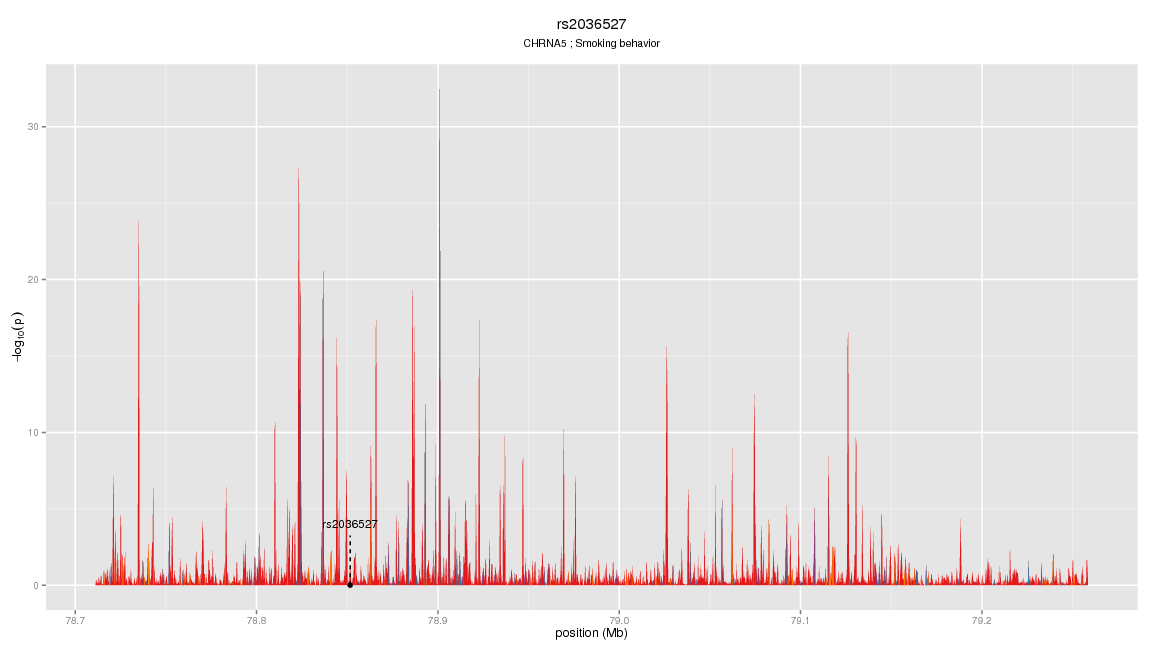 rs2036527
CHRNA5 ; Smoking behavior
30
20
10
0
−log10(p)
rs2036527
78.7 78.8 78.9 79.0 79.1 79.2
position (Mb)